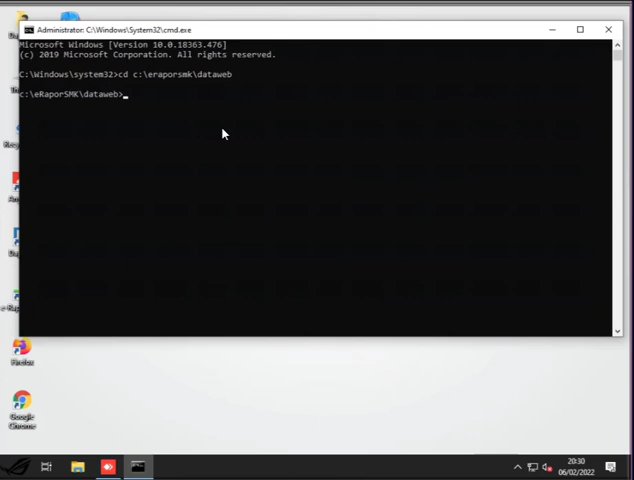 Administrator: C:\Windows\System32\cmd.exe
Microsoft Windows [Version 10.0.18363.476]
(c) 2019 Microsoft Corporation. All rights reserved.
C:\Windows\system32>cd c:\eraporsmk\dataweb
c:\eRaporSMK\dataweb>
Firefox
Google
Chrome
20:30
06/02/2022